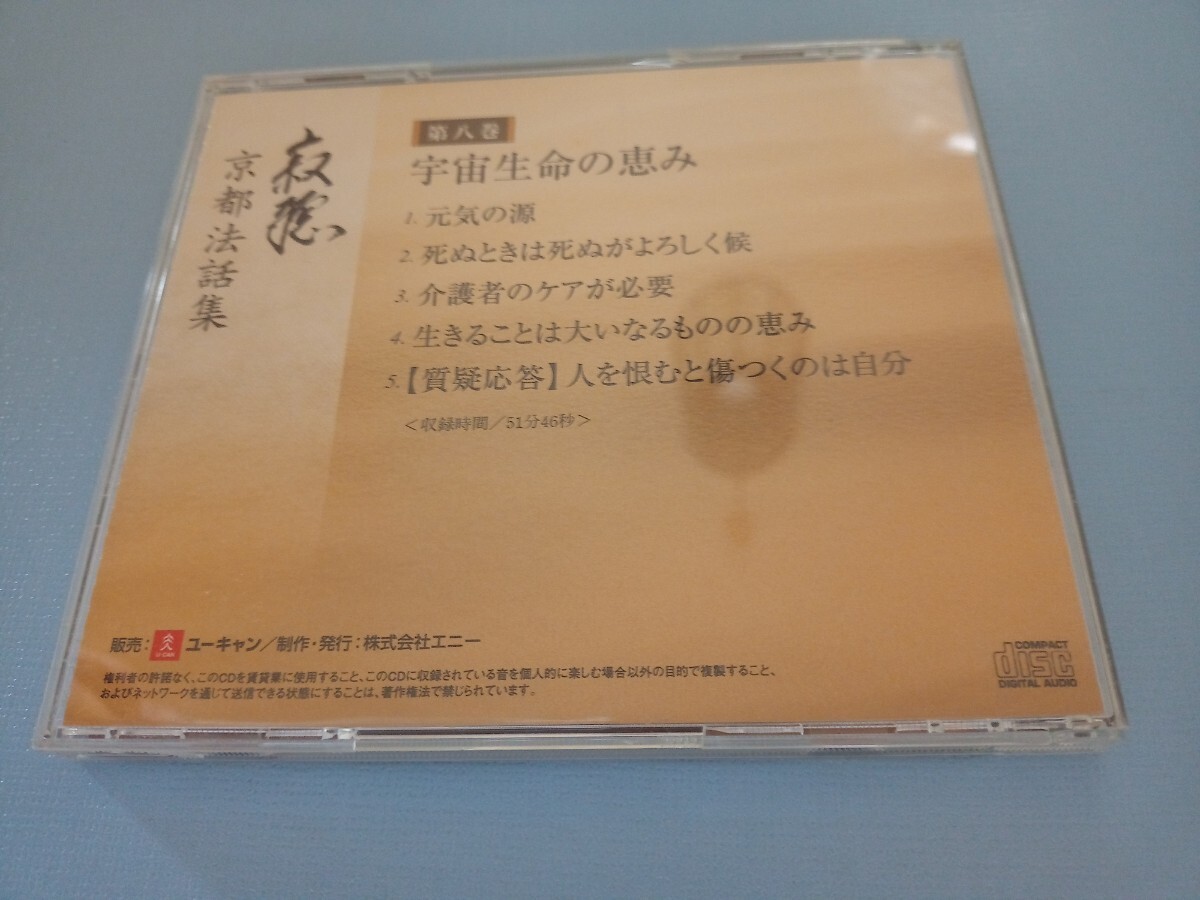 寂聴
京都法話集
第八巻
宇宙生命の恵み
1. 元気の源
2. 死ぬときは死ぬがよろしく候
3. 介護者のケアが必要
4. 生きることは大いなるものの恵み
5.【質疑応答】人を恨むと傷つくのは自分
＜収録時間／51分46秒＞
販売：U-CAN ユーキャン／制作・発行：株式会社エニー
権利者の許諾なく、このCDを賃貸業に使用すること、このCDに収録されている音を個人的に楽しむ場合以外の目的で複製すること、
およびネットワークを通じて送信できる状態にすることは、著作権法で禁じられています。
COMPACT
disc
DIGITAL AUDIO